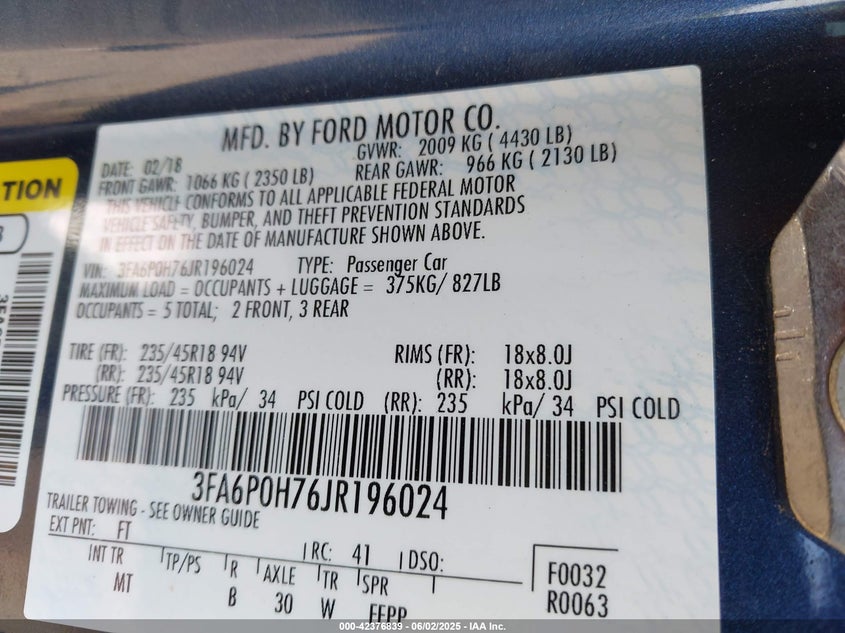 MFD. BY FORD MOTOR CO.
DATE: 02/18 GVWR: 2009 KG ( 4430 LB)
FRONT GAWR: 1066 KG ( 2350 LB) REAR GAWR: 966 KG ( 2130 LB)
THIS VEHICLE CONFORMS TO ALL APPLICABLE FEDERAL MOTOR
VEHICLE SAFETY, BUMPER, AND THEFT PREVENTION STANDARDS
IN EFFECT ON THE DATE OF MANUFACTURE SHOWN ABOVE.
VIN: 3FA6P0H76JR196024 TYPE: Passenger Car
MAXIMUM LOAD = OCCUPANTS + LUGGAGE = 375KG/ 827LB
OCCUPANTS = 5 TOTAL; 2 FRONT, 3 REAR
TIRE (FR): 235/45R18 94V RIMS (FR): 18x8.0J
(RR): 235/45R18 94V (RR): 18x8.0J
PRESSURE (FR): 235 kPa/ 34 PSI COLD (RR): 235 kPa/ 34 PSI COLD
3FA6P0H76JR196024
TRAILER TOWING - SEE OWNER GUIDE
EXT PNT: FT RC: 41 DSO:
INT TR TP/PS R AXLE TR SPR F0032
MT B 30 W EEPP R0063
TION
000-42376839 - 06/02/2025 - IAA Inc.